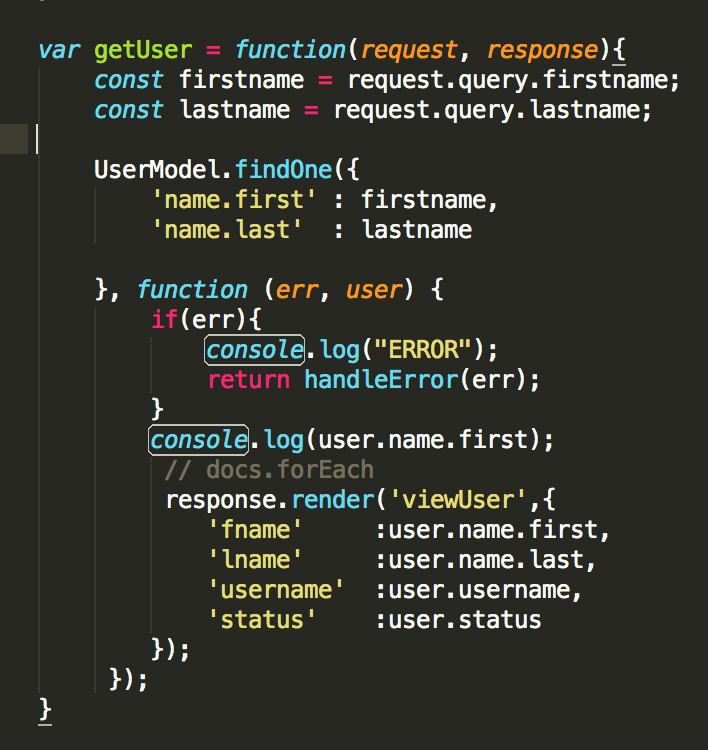 var getUser = function(request, response){
    const firstname = request.query.firstname;
    const lastname = request.query.lastname;

    UserModel.findOne({
        'name.first' : firstname,
        'name.last'  : lastname

    }, function (err, user) {
        if(err){
            console.log("ERROR");
            return handleError(err);
        }
        console.log(user.name.first);
         // docs.forEach
         response.render('viewUser',{
            'fname'     :user.name.first,
            'lname'     :user.name.last,
            'username'  :user.username,
            'status'    :user.status
        });
     });
}